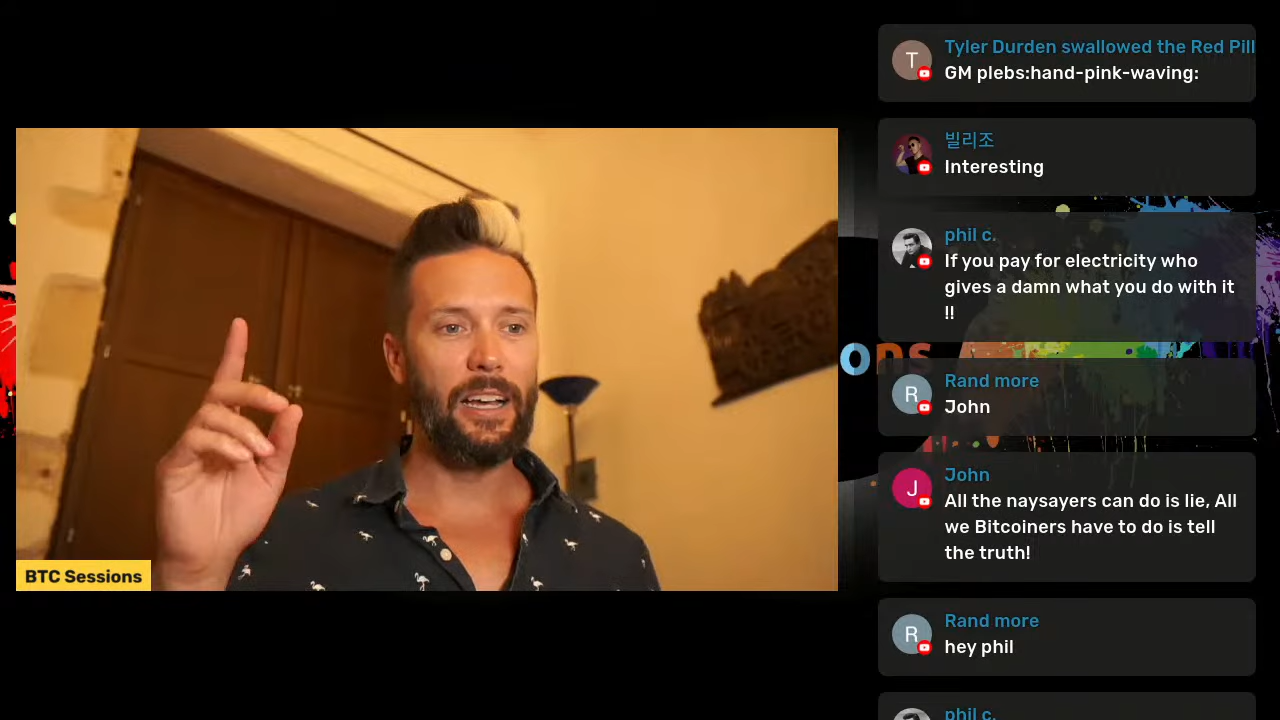 Tyler Durden swallowed the Red Pill
T
GM plebs:hand-pink-waving:
빌리조
Interesting
phil c.
If you pay for electricity who
gives a damn what you do with it
!!
ons
Rand more
R
John
John
J
All the naysayers can do is lie, All
we Bitcoiners have to do is tell
the truth!
BTC Sessions
Rand more
R
hey phil
phil c.